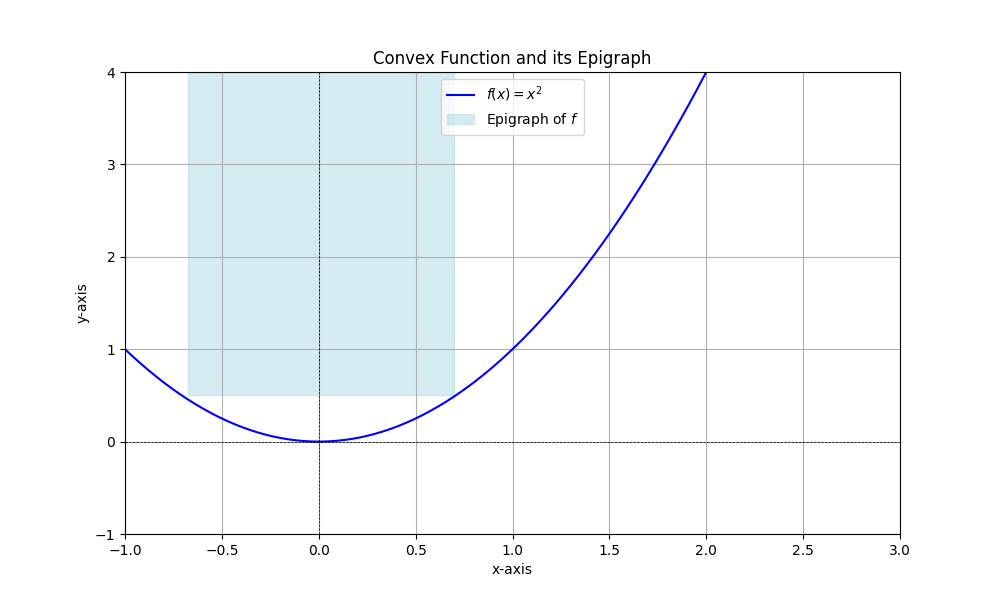 Convex Function and its Epigraph
f(x) = x²
Epigraph of f
4
3
2
1
0
−1
y-axis
−1.0 −0.5 0.0 0.5 1.0 1.5 2.0 2.5 3.0
x-axis